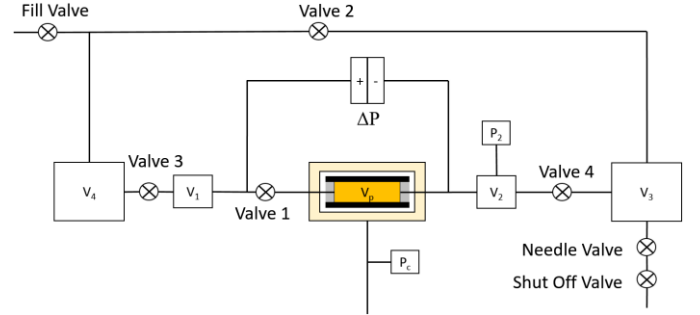 Fill Valve
Valve 2
+ -
ΔP
P2
Valve 3
Valve 4
V4
V1
Valve 1
Vp
V2
V3
Needle Valve
Pc
Shut Off Valve